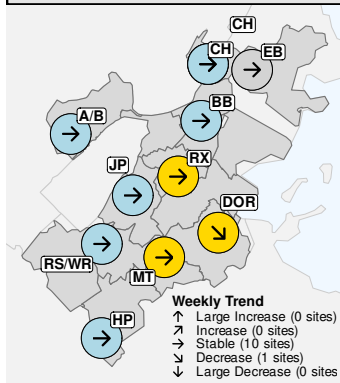 CH
CH
EB
BB
A/B
RX
JP
DOR
RS/WR
MT
HP
Weekly Trend
↑ Large Increase (0 sites)
↗ Increase (0 sites)
→ Stable (10 sites)
↘ Decrease (1 sites)
↓ Large Decrease (0 sites